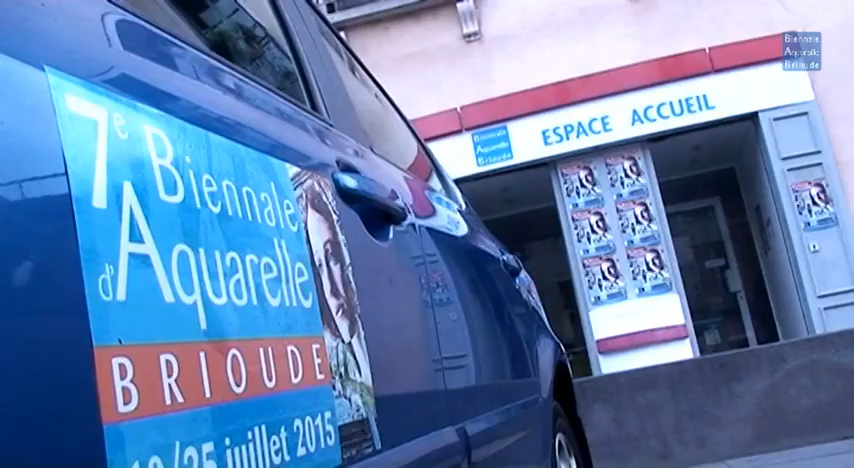 7e Biennale
d'Aquarelle
BRIOUDE
juillet 2015
Biennale
Aquarelle
Brioude
ESPACE ACCUEIL
Biennale
Aquarelle
Brioude